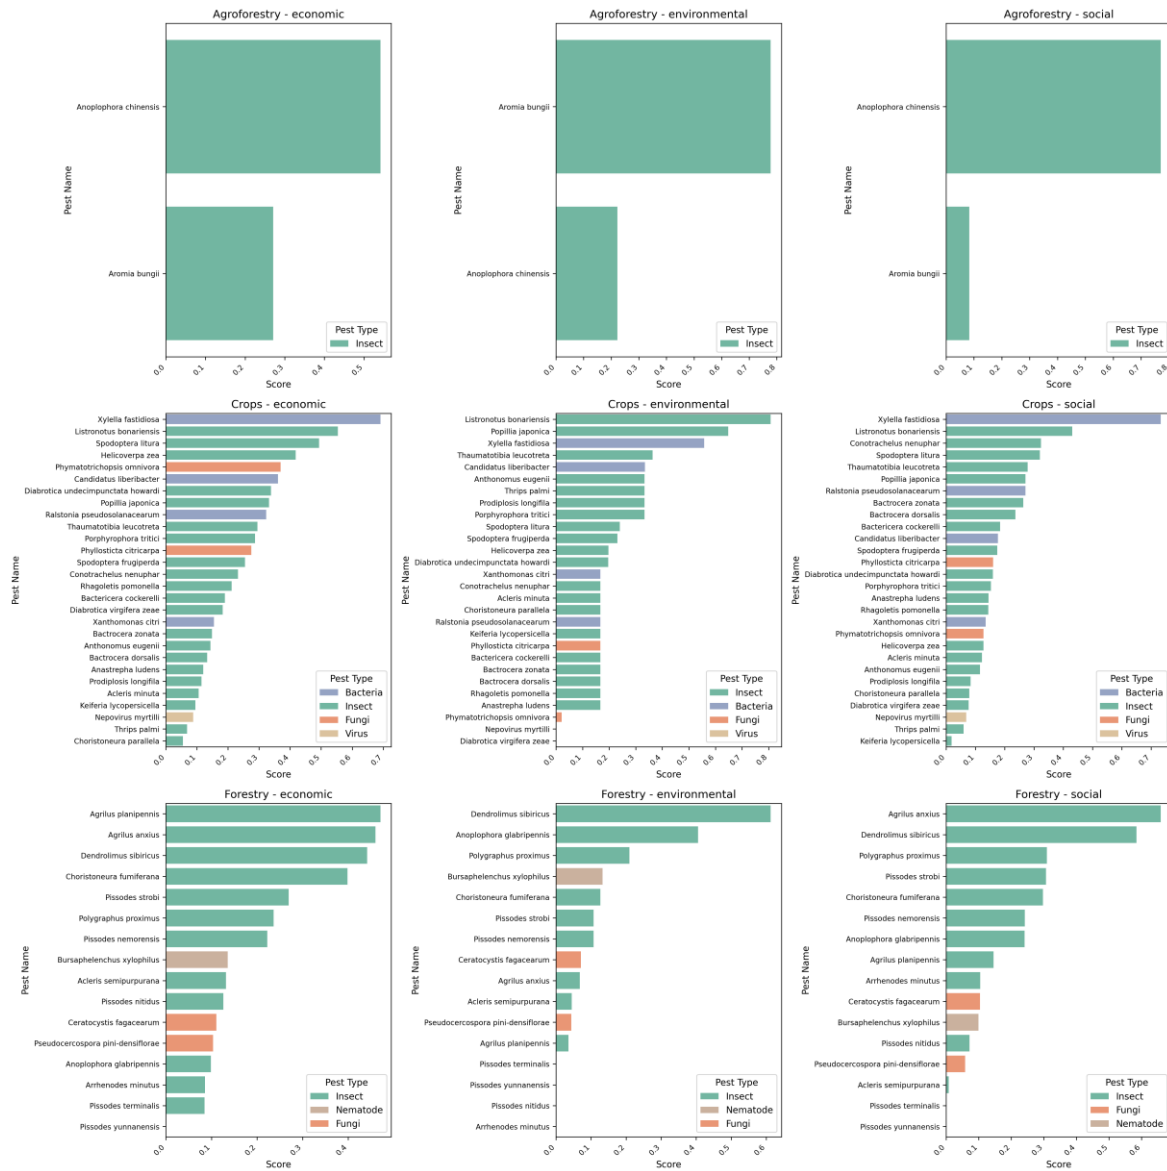 Agroforestry - economic
Pest Name
Anoplophora chinensis
Aromia bungii
Pest Type
Insect
0.0 0.1 0.2 0.3 0.4 0.5
Score
Agroforestry - environmental
Pest Name
Aromia bungii
Anoplophora chinensis
Pest Type
Insect
0.0 0.1 0.2 0.3 0.4 0.5 0.6 0.7 0.8
Score
Agroforestry - social
Pest Name
Anoplophora chinensis
Aromia bungii
Pest Type
Insect
0.0 0.1 0.2 0.3 0.4 0.5 0.6 0.7 0.8
Score
Crops - economic
Pest Name
Xylella fastidiosa
Listronotus bonariensis
Spodoptera litura
Helicoverpa zea
Phymatotrichopsis omnivora
Candidatus liberibacter
Diabrotica undecimpunctata howardi
Popillia japonica
Ralstonia pseudosolanacearum
Thaumatotibia leucotreta
Porphyrophora tritici
Phyllosticta citricarpa
Spodoptera frugiperda
Conotrachelus nenuphar
Rhagoletis pomonella
Bactericera cockerelli
Diabrotica virgifera zeae
Xanthomonas citri
Bactrocera zonata
Anthonomus eugenii
Bactrocera dorsalis
Anastrepha ludens
Prodiplosis longifila
Acleris minuta
Keiferia lycopersicella
Nepovirus myrtilli
Thrips palmi
Choristoneura parallela
Pest Type
Bacteria
Insect
Fungi
Virus
0.0 0.1 0.2 0.3 0.4 0.5 0.6 0.7
Score
Crops - environmental
Pest Name
Listronotus bonariensis
Popillia japonica
Xylella fastidiosa
Thaumatotibia leucotreta
Candidatus liberibacter
Anthonomus eugenii
Thrips palmi
Prodiplosis longifila
Porphyrophora tritici
Spodoptera litura
Spodoptera frugiperda
Helicoverpa zea
Diabrotica undecimpunctata howardi
Xanthomonas citri
Conotrachelus nenuphar
Acleris minuta
Choristoneura parallela
Ralstonia pseudosolanacearum
Keiferia lycopersicella
Phyllosticta citricarpa
Bactericera cockerelli
Bactrocera zonata
Bactrocera dorsalis
Rhagoletis pomonella
Anastrepha ludens
Phymatotrichopsis omnivora
Nepovirus myrtilli
Diabrotica virgifera zeae
Pest Type
Insect
Bacteria
Fungi
Virus
0.0 0.1 0.2 0.3 0.4 0.5 0.6 0.7 0.8
Score
Crops - social
Pest Name
Xylella fastidiosa
Listronotus bonariensis
Conotrachelus nenuphar
Spodoptera litura
Thaumatotibia leucotreta
Popillia japonica
Ralstonia pseudosolanacearum
Bactrocera zonata
Bactrocera dorsalis
Bactericera cockerelli
Candidatus liberibacter
Spodoptera frugiperda
Phyllosticta citricarpa
Diabrotica undecimpunctata howardi
Porphyrophora tritici
Anastrepha ludens
Rhagoletis pomonella
Xanthomonas citri
Phymatotrichopsis omnivora
Helicoverpa zea
Acleris minuta
Anthonomus eugenii
Prodiplosis longifila
Choristoneura parallela
Diabrotica virgifera zeae
Nepovirus myrtilli
Thrips palmi
Keiferia lycopersicella
Pest Type
Bacteria
Insect
Fungi
Virus
0.0 0.1 0.2 0.3 0.4 0.5 0.6 0.7
Score
Forestry - economic
Pest Name
Agrilus planipennis
Agrilus anxius
Dendrolimus sibiricus
Choristoneura fumiferana
Pissodes strobi
Polygraphus proximus
Pissodes nemorensis
Bursaphelenchus xylophilus
Acleris semipurpurana
Pissodes nitidus
Ceratocystis fagacearum
Pseudocercospora pini-densiflorae
Anoplophora glabripennis
Arrhenodes minutus
Pissodes terminalis
Pissodes yunnanensis
Pest Type
Insect
Nematode
Fungi
0.0 0.1 0.2 0.3 0.4
Score
Forestry - environmental
Pest Name
Dendrolimus sibiricus
Anoplophora glabripennis
Polygraphus proximus
Bursaphelenchus xylophilus
Choristoneura fumiferana
Pissodes strobi
Pissodes nemorensis
Ceratocystis fagacearum
Agrilus anxius
Acleris semipurpurana
Pseudocercospora pini-densiflorae
Agrilus planipennis
Pissodes terminalis
Pissodes yunnanensis
Pissodes nitidus
Arrhenodes minutus
Pest Type
Insect
Nematode
Fungi
0.0 0.1 0.2 0.3 0.4 0.5 0.6
Score
Forestry - social
Pest Name
Agrilus anxius
Dendrolimus sibiricus
Polygraphus proximus
Pissodes strobi
Choristoneura fumiferana
Pissodes nemorensis
Anoplophora glabripennis
Agrilus planipennis
Arrhenodes minutus
Ceratocystis fagacearum
Bursaphelenchus xylophilus
Pissodes nitidus
Pseudocercospora pini-densiflorae
Acleris semipurpurana
Pissodes terminalis
Pissodes yunnanensis
Pest Type
Insect
Fungi
Nematode
0.0 0.1 0.2 0.3 0.4 0.5 0.6
Score